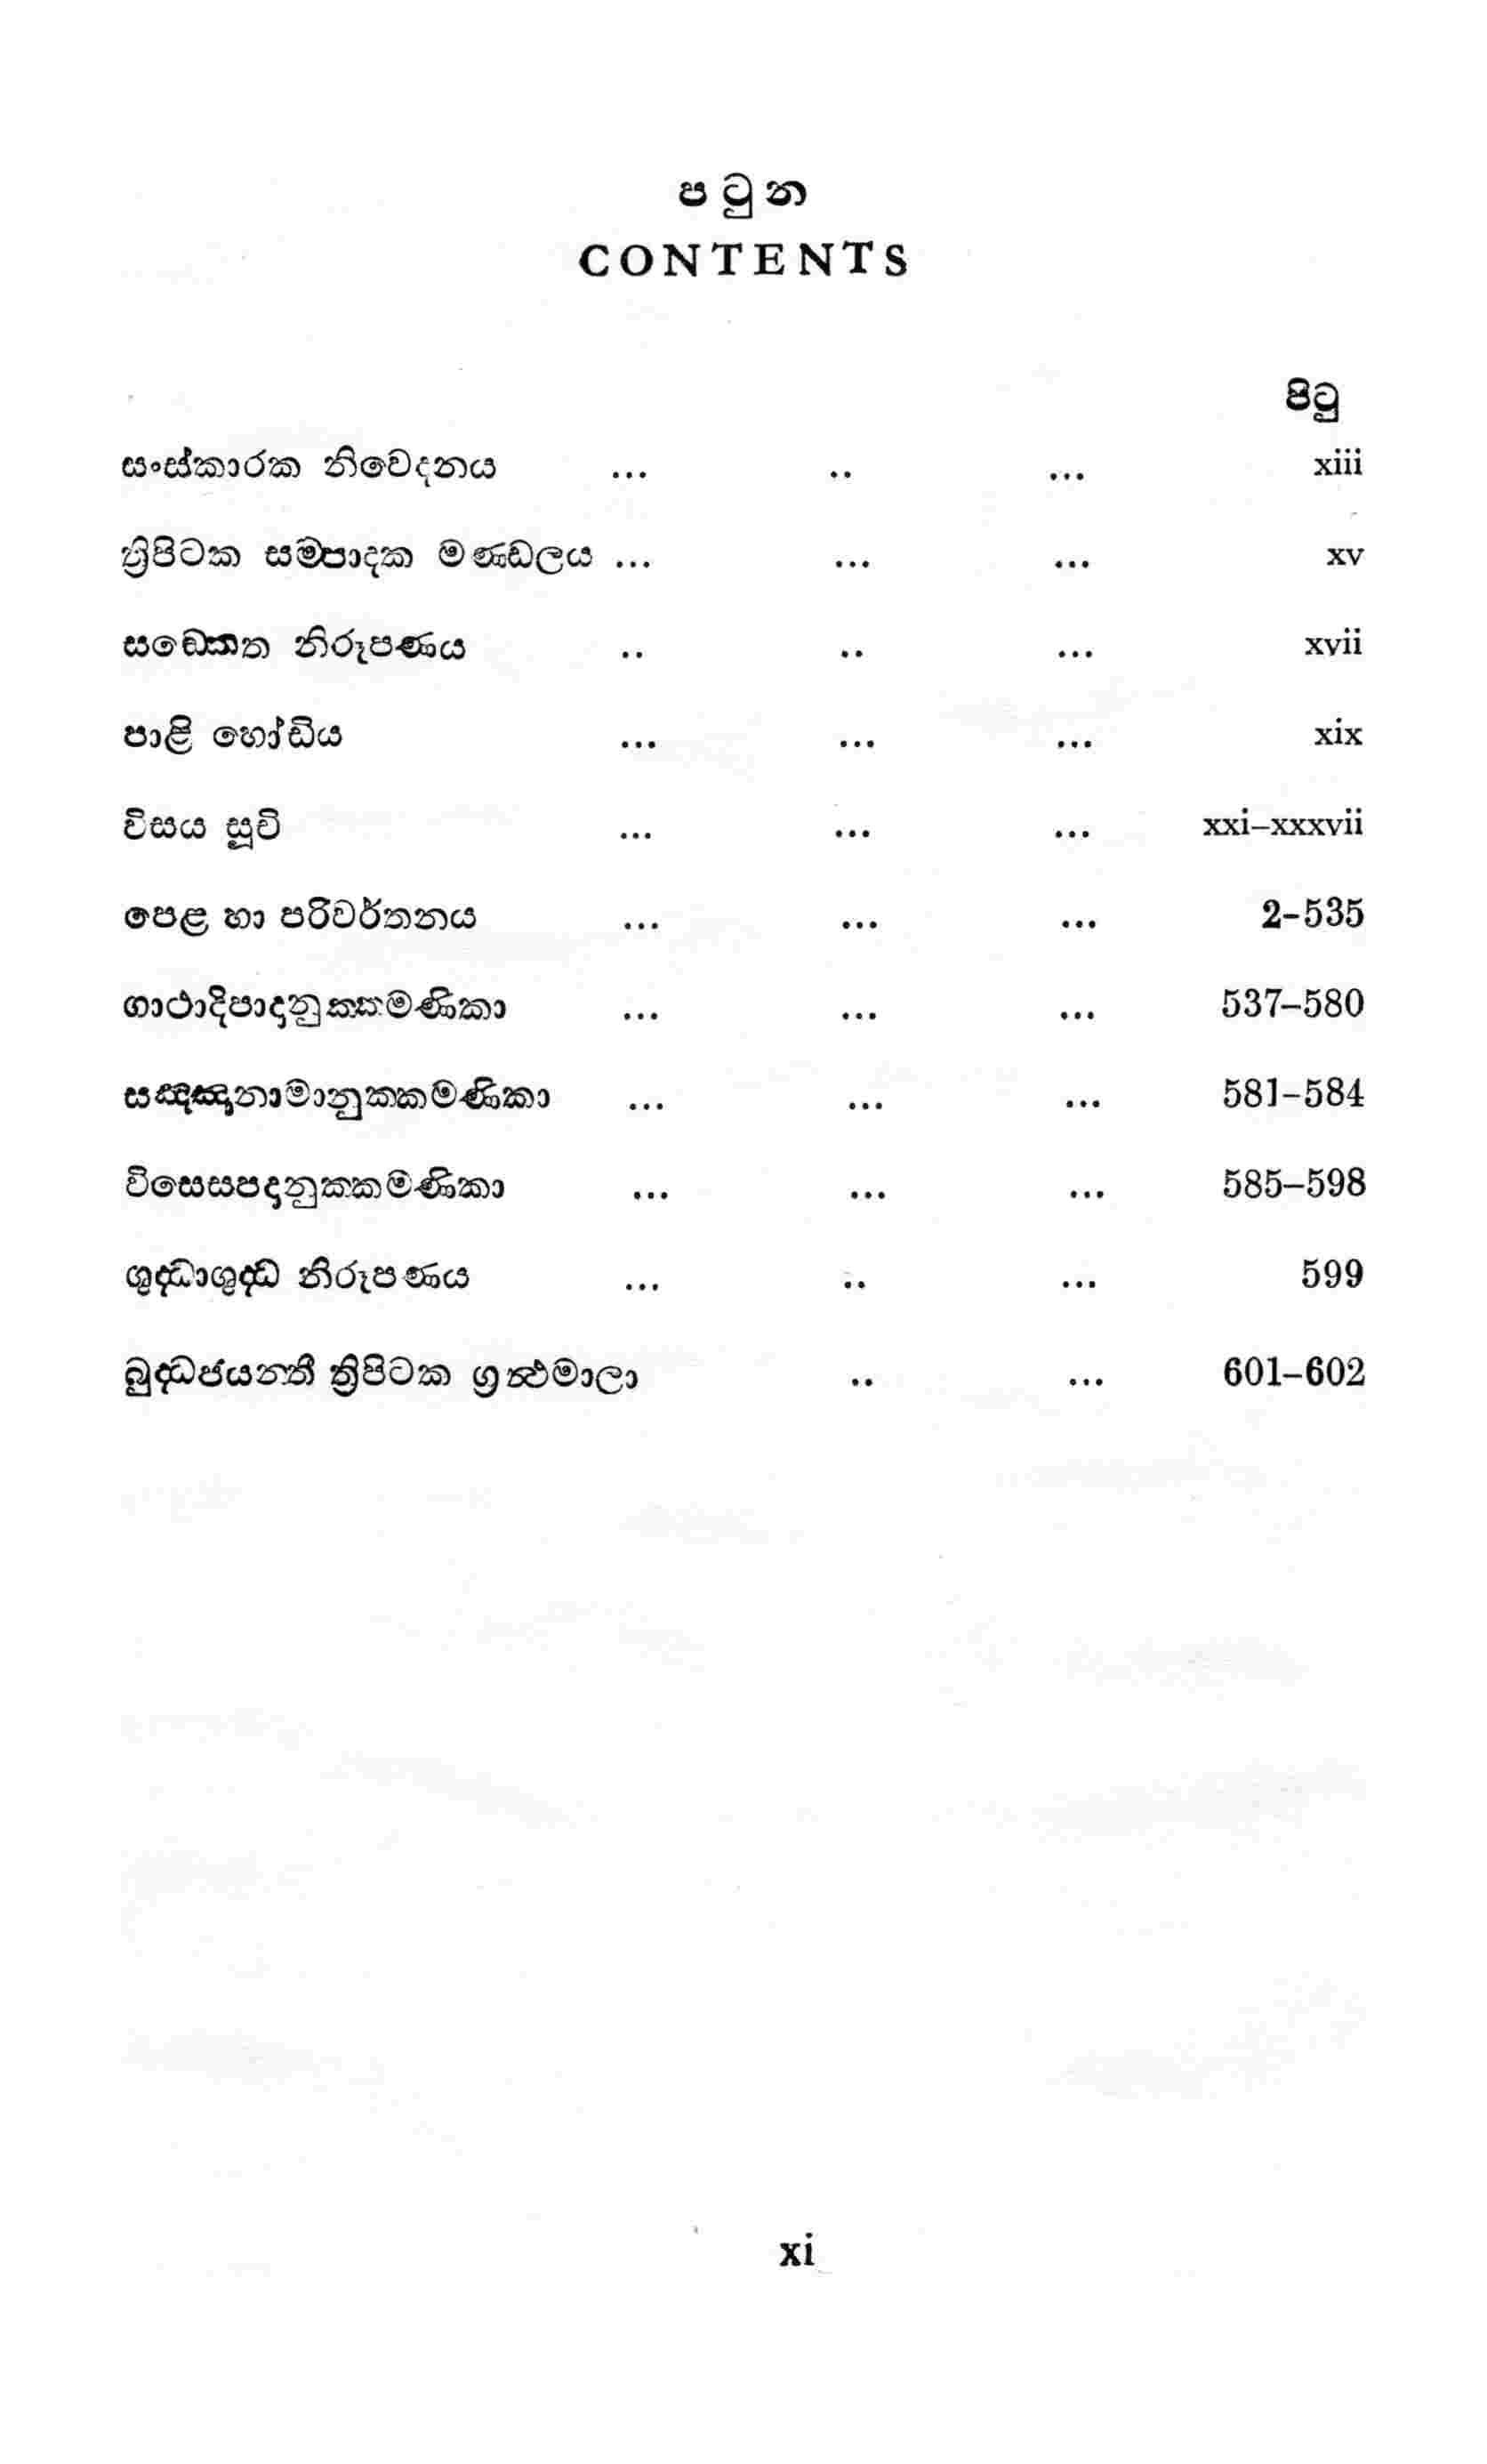 පටුන
CONTENTS
පිටු
සංස්කාරක නිවේදනය ... .. ... xiii
ත්‍රිපිටක සම්පාදක මණ්ඩලය ... ... ... xv
සඞ්කෙත නිරූපණය .. .. ... xvii
පාළි හෝඩිය ... ... ... xix
විසය සූචි ... ... ... xxi–xxxvii
පෙළ හා පරිවර්තනය ... ... ... 2-535
ගාථාදිපාදානුක්කමණිකා ... ... ... 537–580
සඤ්ඤානාමානුක්කමණිකා ... ... ... 581–584
විසෙසපදානුක්කමණිකා ... ... ... 585–598
ශුද්ධාශුද්ධ නිරූපණය ... .. ... 599
බුද්ධජයන්ති ත්‍රිපිටක ග්‍රන්ථමාලා .. ... 601–602
xi